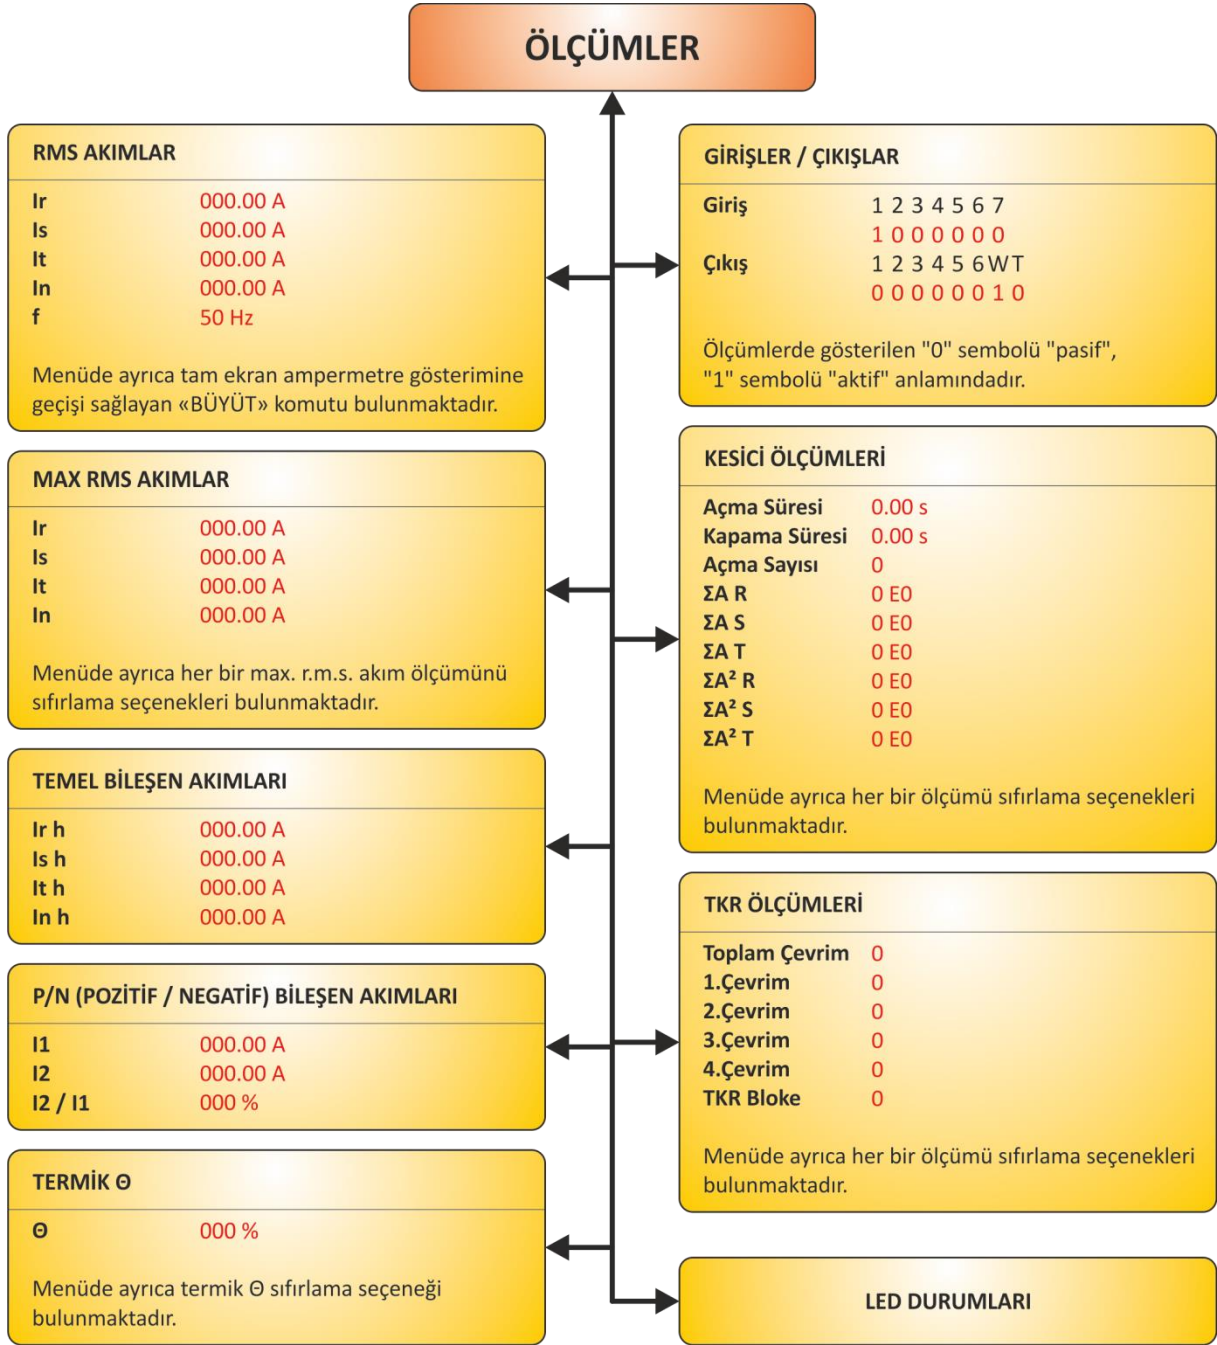 ÖLÇÜMLER
RMS AKIMLAR
Ir 000.00 A
Is 000.00 A
It 000.00 A
In 000.00 A
f 50 Hz
Menüde ayrıca tam ekran ampermetre gösterimine
geçişi sağlayan «BÜYÜT» komutu bulunmaktadır.
MAX RMS AKIMLAR
Ir 000.00 A
Is 000.00 A
It 000.00 A
In 000.00 A
Menüde ayrıca her bir max. r.m.s. akım ölçümünü
sıfırlama seçenekleri bulunmaktadır.
TEMEL BİLEŞEN AKIMLARI
Ir h 000.00 A
Is h 000.00 A
It h 000.00 A
In h 000.00 A
P/N (POZİTİF / NEGATİF) BİLEŞEN AKIMLARI
I1 000.00 A
I2 000.00 A
I2 / I1 000 %
TERMİK Θ
Θ 000 %
Menüde ayrıca termik Θ sıfırlama seçeneği
bulunmaktadır.
GİRİŞLER / ÇIKIŞLAR
Giriş 1 2 3 4 5 6 7
1 0 0 0 0 0 0
Çıkış 1 2 3 4 5 6 W T
0 0 0 0 0 0 1 0
Ölçümlerde gösterilen "0" sembolü "pasif",
"1" sembolü "aktif" anlamındadır.
KESİCİ ÖLÇÜMLERİ
Açma Süresi 0.00 s
Kapama Süresi 0.00 s
Açma Sayısı 0
ΣA R 0 E0
ΣA S 0 E0
ΣA T 0 E0
ΣA² R 0 E0
ΣA² S 0 E0
ΣA² T 0 E0
Menüde ayrıca her bir ölçümü sıfırlama seçenekleri
bulunmaktadır.
TKR ÖLÇÜMLERİ
Toplam Çevrim 0
1.Çevrim 0
2.Çevrim 0
3.Çevrim 0
4.Çevrim 0
TKR Bloke 0
Menüde ayrıca her bir ölçümü sıfırlama seçenekleri
bulunmaktadır.
LED DURUMLARI